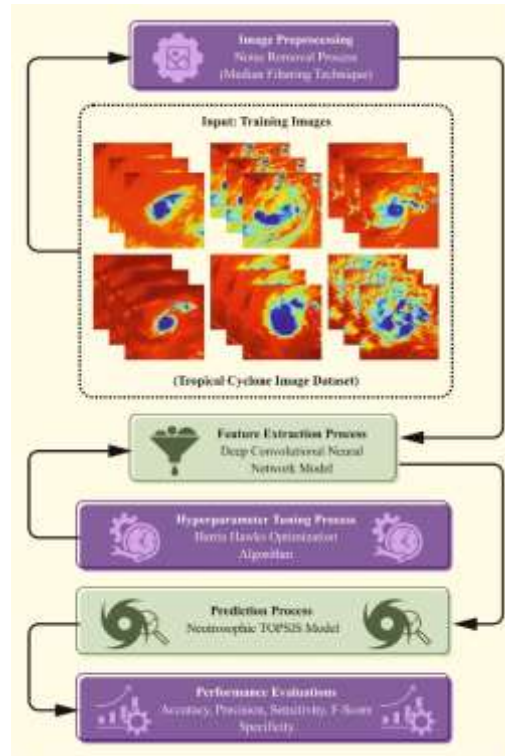 Image Preprocessing
Noise Removal Process
(Median Filtering Technique)
Input: Training Images
(Tropical Cyclone Image Dataset)
Feature Extraction Process
Deep Convolutional Neural
Network Model
Hyperparameter Tuning Process
Harris Hawks Optimization
Algorithm
Prediction Process
Neutrosophic TOPSIS Model
Performance Evaluations
Accuracy, Precision, Sensitivity, F-Score
Specificity